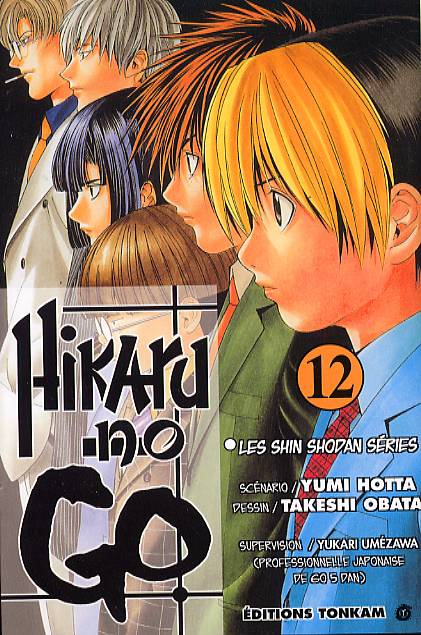 Hikaru
no
GO
12
LES SHIN SHODAN SÉRIES
SCÉNARIO / YUMI HOTTA
DESSIN / TAKESHI OBATA
SUPERVISION / YUKARI UMÉZAWA
(PROFESSIONNELLE JAPONAISE
DE GO 5 DAN)
ÉDITIONS TONKAM